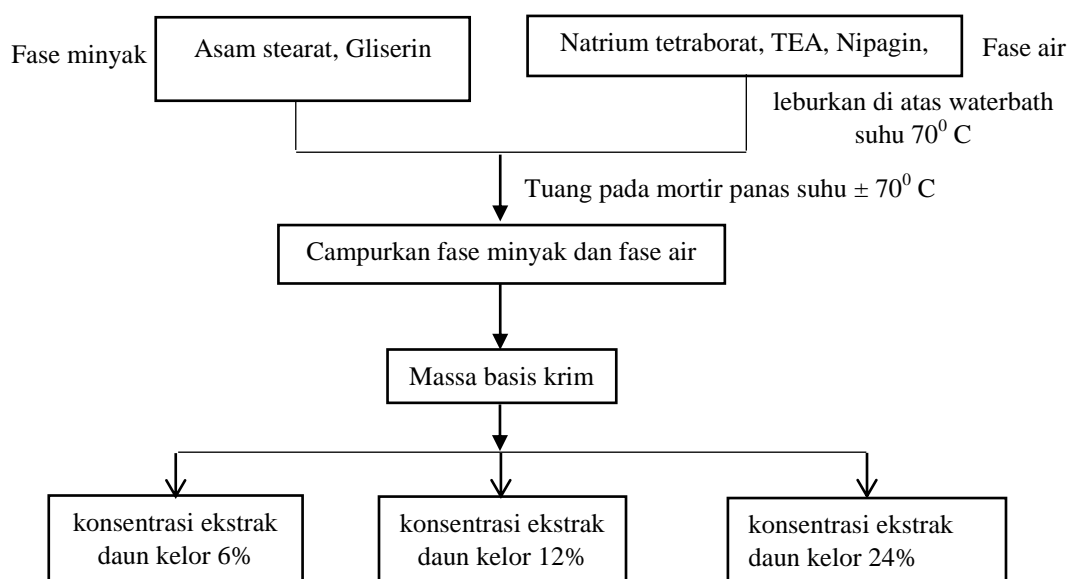 Fase minyak
Asam stearat, Gliserin
Natrium tetraborat, TEA, Nipagin,
Fase air
leburkan di atas waterbath
suhu 70⁰ C
Tuang pada mortir panas suhu ± 70⁰ C
Campurkan fase minyak dan fase air
Massa basis krim
konsentrasi ekstrak
daun kelor 6%
konsentrasi ekstrak
daun kelor 12%
konsentrasi ekstrak
daun kelor 24%